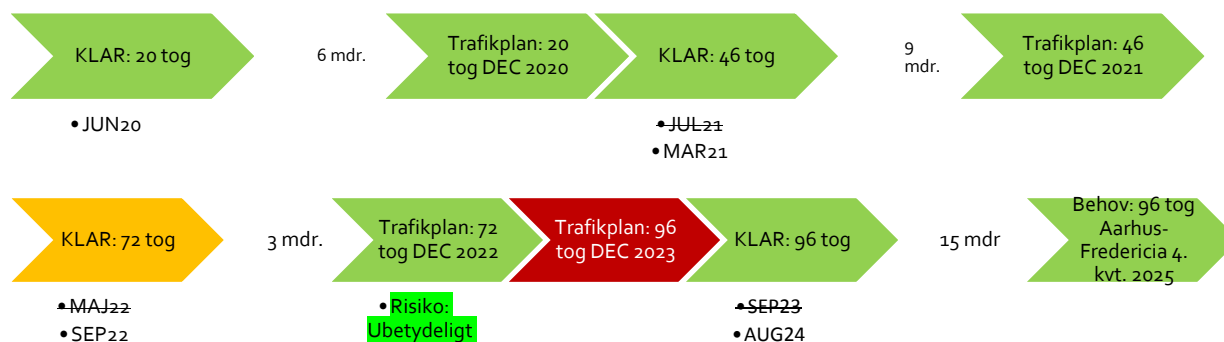 KLAR: 20 tog
6 mdr.
Trafikplan: 20
tog DEC 2020
KLAR: 46 tog
9
mdr.
Trafikplan: 46
tog DEC 2021
•JUN20
•JUL21
•MAR21
KLAR: 72 tog
3 mdr.
Trafikplan: 72
tog DEC 2022
Trafikplan: 96
tog DEC 2023
KLAR: 96 tog
15 mdr
Behov: 96 tog
Aarhus-
Fredericia 4.
kvt. 2025
•MAJ22
•SEP22
•Risiko:
Ubetydeligt
•SEP23
•AUG24